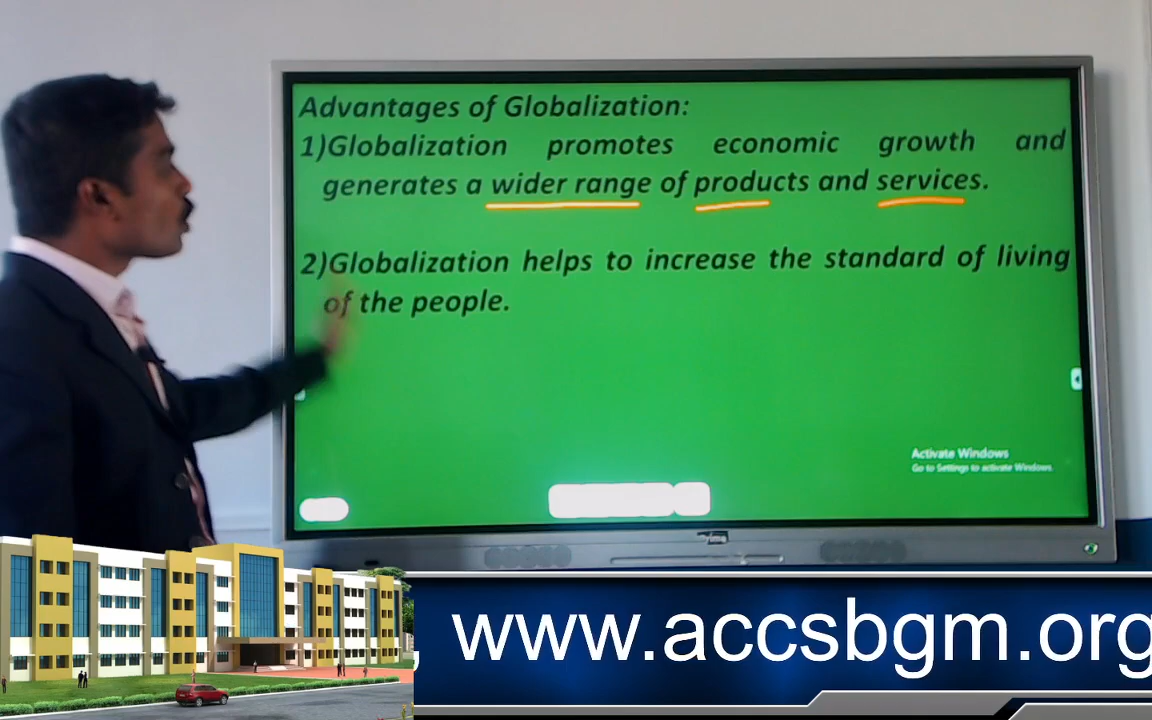 Advantages of Globalization:
1)Globalization promotes economic growth and
generates a wider range of products and services.
2)Globalization helps to increase the standard of living
of the people.
Activate Windows
Go to Settings to activate Windows.
Prime
, www.accsbgm.org